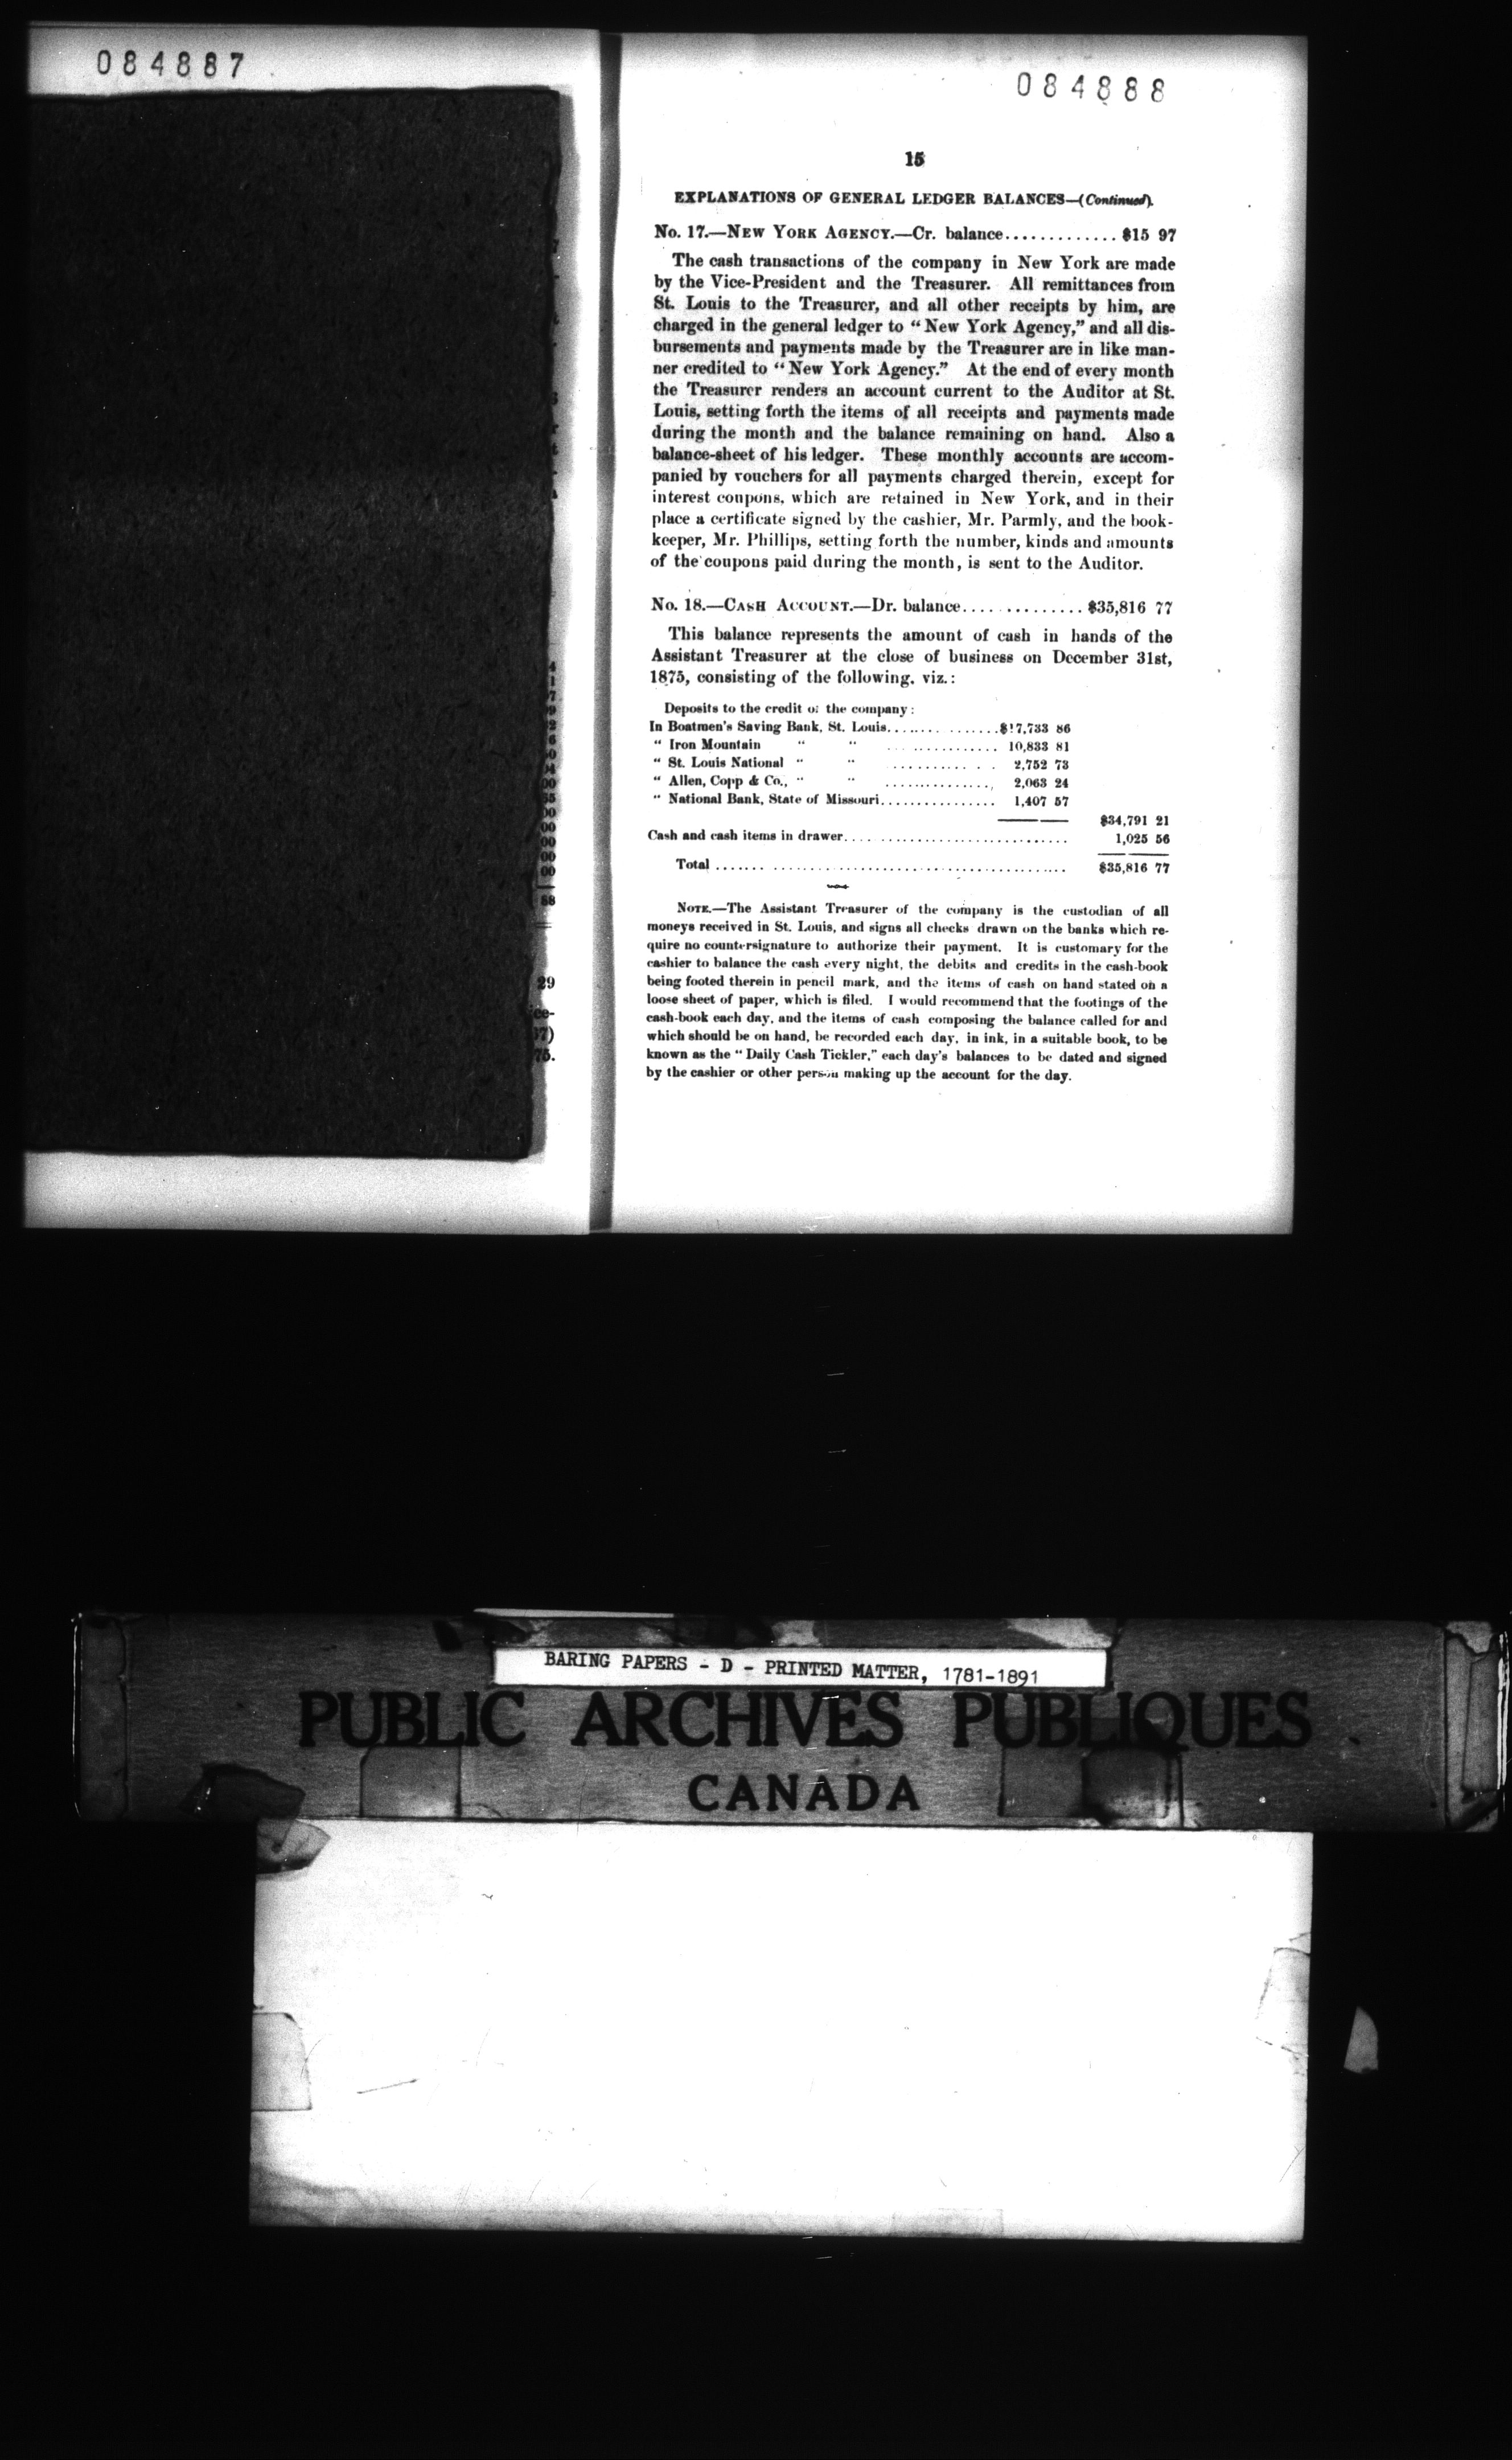 084887
084888
15
EXPLANATIONS OF GENERAL LEDGER BALANCES—(Continued).
No. 17.—NEW YORK AGENCY.—Cr. balance............. $15 97
The cash transactions of the company in New York are made
by the Vice-President and the Treasurer. All remittances from
St. Louis to the Treasurer, and all other receipts by him, are
charged in the general ledger to “New York Agency,” and all dis-
bursements and payments made by the Treasurer are in like man-
ner credited to “New York Agency.” At the end of every month
the Treasurer renders an account current to the Auditor at St.
Louis, setting forth the items of all receipts and payments made
during the month and the balance remaining on hand. Also a
balance-sheet of his ledger. These monthly accounts are accom-
panied by vouchers for all payments charged therein, except for
interest coupons, which are retained in New York, and in their
place a certificate signed by the cashier, Mr. Parmly, and the book-
keeper, Mr. Phillips, setting forth the number, kinds and amounts
of the coupons paid during the month, is sent to the Auditor.
No. 18.—CASH ACCOUNT.—Dr. balance............... $35,816 77
This balance represents the amount of cash in hands of the
Assistant Treasurer at the close of business on December 31st,
1875, consisting of the following, viz.:
Deposits to the credit of the company:
In Boatmen's Saving Bank, St. Louis............... $17,733 86
“ Iron Mountain “ “ ............... 10,833 81
“ St. Louis National “ “ ............... 2,752 73
“ Allen, Copp & Co., “ “ ............... 2,063 24
“ National Bank, State of Missouri................ 1,407 57
$34,791 21
Cash and cash items in drawer............................... 1,025 56
Total ............................................... $35,816 77
NOTE.—The Assistant Treasurer of the company is the custodian of all
moneys received in St. Louis, and signs all checks drawn on the banks which re-
quire no countersignature to authorize their payment. It is customary for the
cashier to balance the cash every night, the debits and credits in the cash-book
being footed therein in pencil mark, and the items of cash on hand stated on a
loose sheet of paper, which is filed. I would recommend that the footings of the
cash-book each day, and the items of cash composing the balance called for and
which should be on hand, be recorded each day, in ink, in a suitable book, to be
known as the “Daily Cash Tickler,” each day's balances to be dated and signed
by the cashier or other person making up the account for the day.
BARING PAPERS - D - PRINTED MATTER, 1781-1891
PUBLIC ARCHIVES PUBLIQUES
CANADA